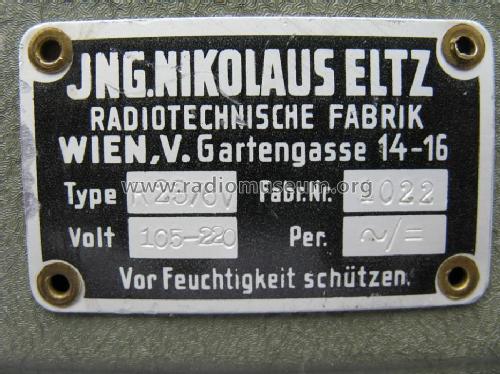 JNG.NIKOLAUS ELTZ
RADIOTECHNISCHE FABRIK
WIEN,V. Gartengasse 14-16
Type Fabr.Nr. 1022
www.radiomuseum.org
Volt 105-220 Per. ~/=
Vor Feuchtigkeit schützen.